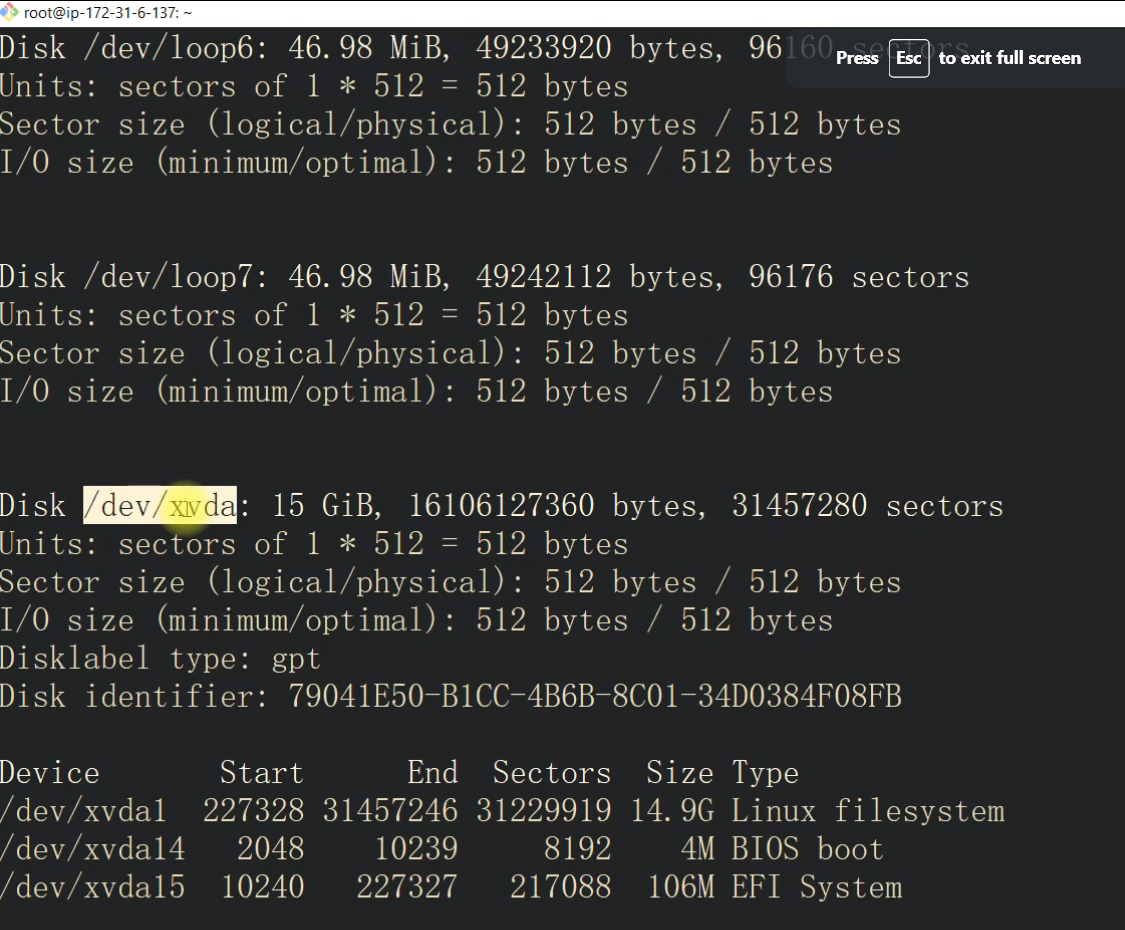 root@ip-172-31-6-137: ~
Disk /dev/loop6: 46.98 MiB, 49233920 bytes, 96160 sectors
Press Esc to exit full screen
Units: sectors of 1 * 512 = 512 bytes
Sector size (logical/physical): 512 bytes / 512 bytes
I/O size (minimum/optimal): 512 bytes / 512 bytes
Disk /dev/loop7: 46.98 MiB, 49242112 bytes, 96176 sectors
Units: sectors of 1 * 512 = 512 bytes
Sector size (logical/physical): 512 bytes / 512 bytes
I/O size (minimum/optimal): 512 bytes / 512 bytes
Disk /dev/xvda: 15 GiB, 16106127360 bytes, 31457280 sectors
Units: sectors of 1 * 512 = 512 bytes
Sector size (logical/physical): 512 bytes / 512 bytes
I/O size (minimum/optimal): 512 bytes / 512 bytes
Disklabel type: gpt
Disk identifier: 79041E50-B1CC-4B6B-8C01-34D0384F08FB
Device Start End Sectors Size Type
/dev/xvda1 227328 31457246 31229919 14.9G Linux filesystem
/dev/xvda14 2048 10239 8192 4M BIOS boot
/dev/xvda15 10240 227327 217088 106M EFI System